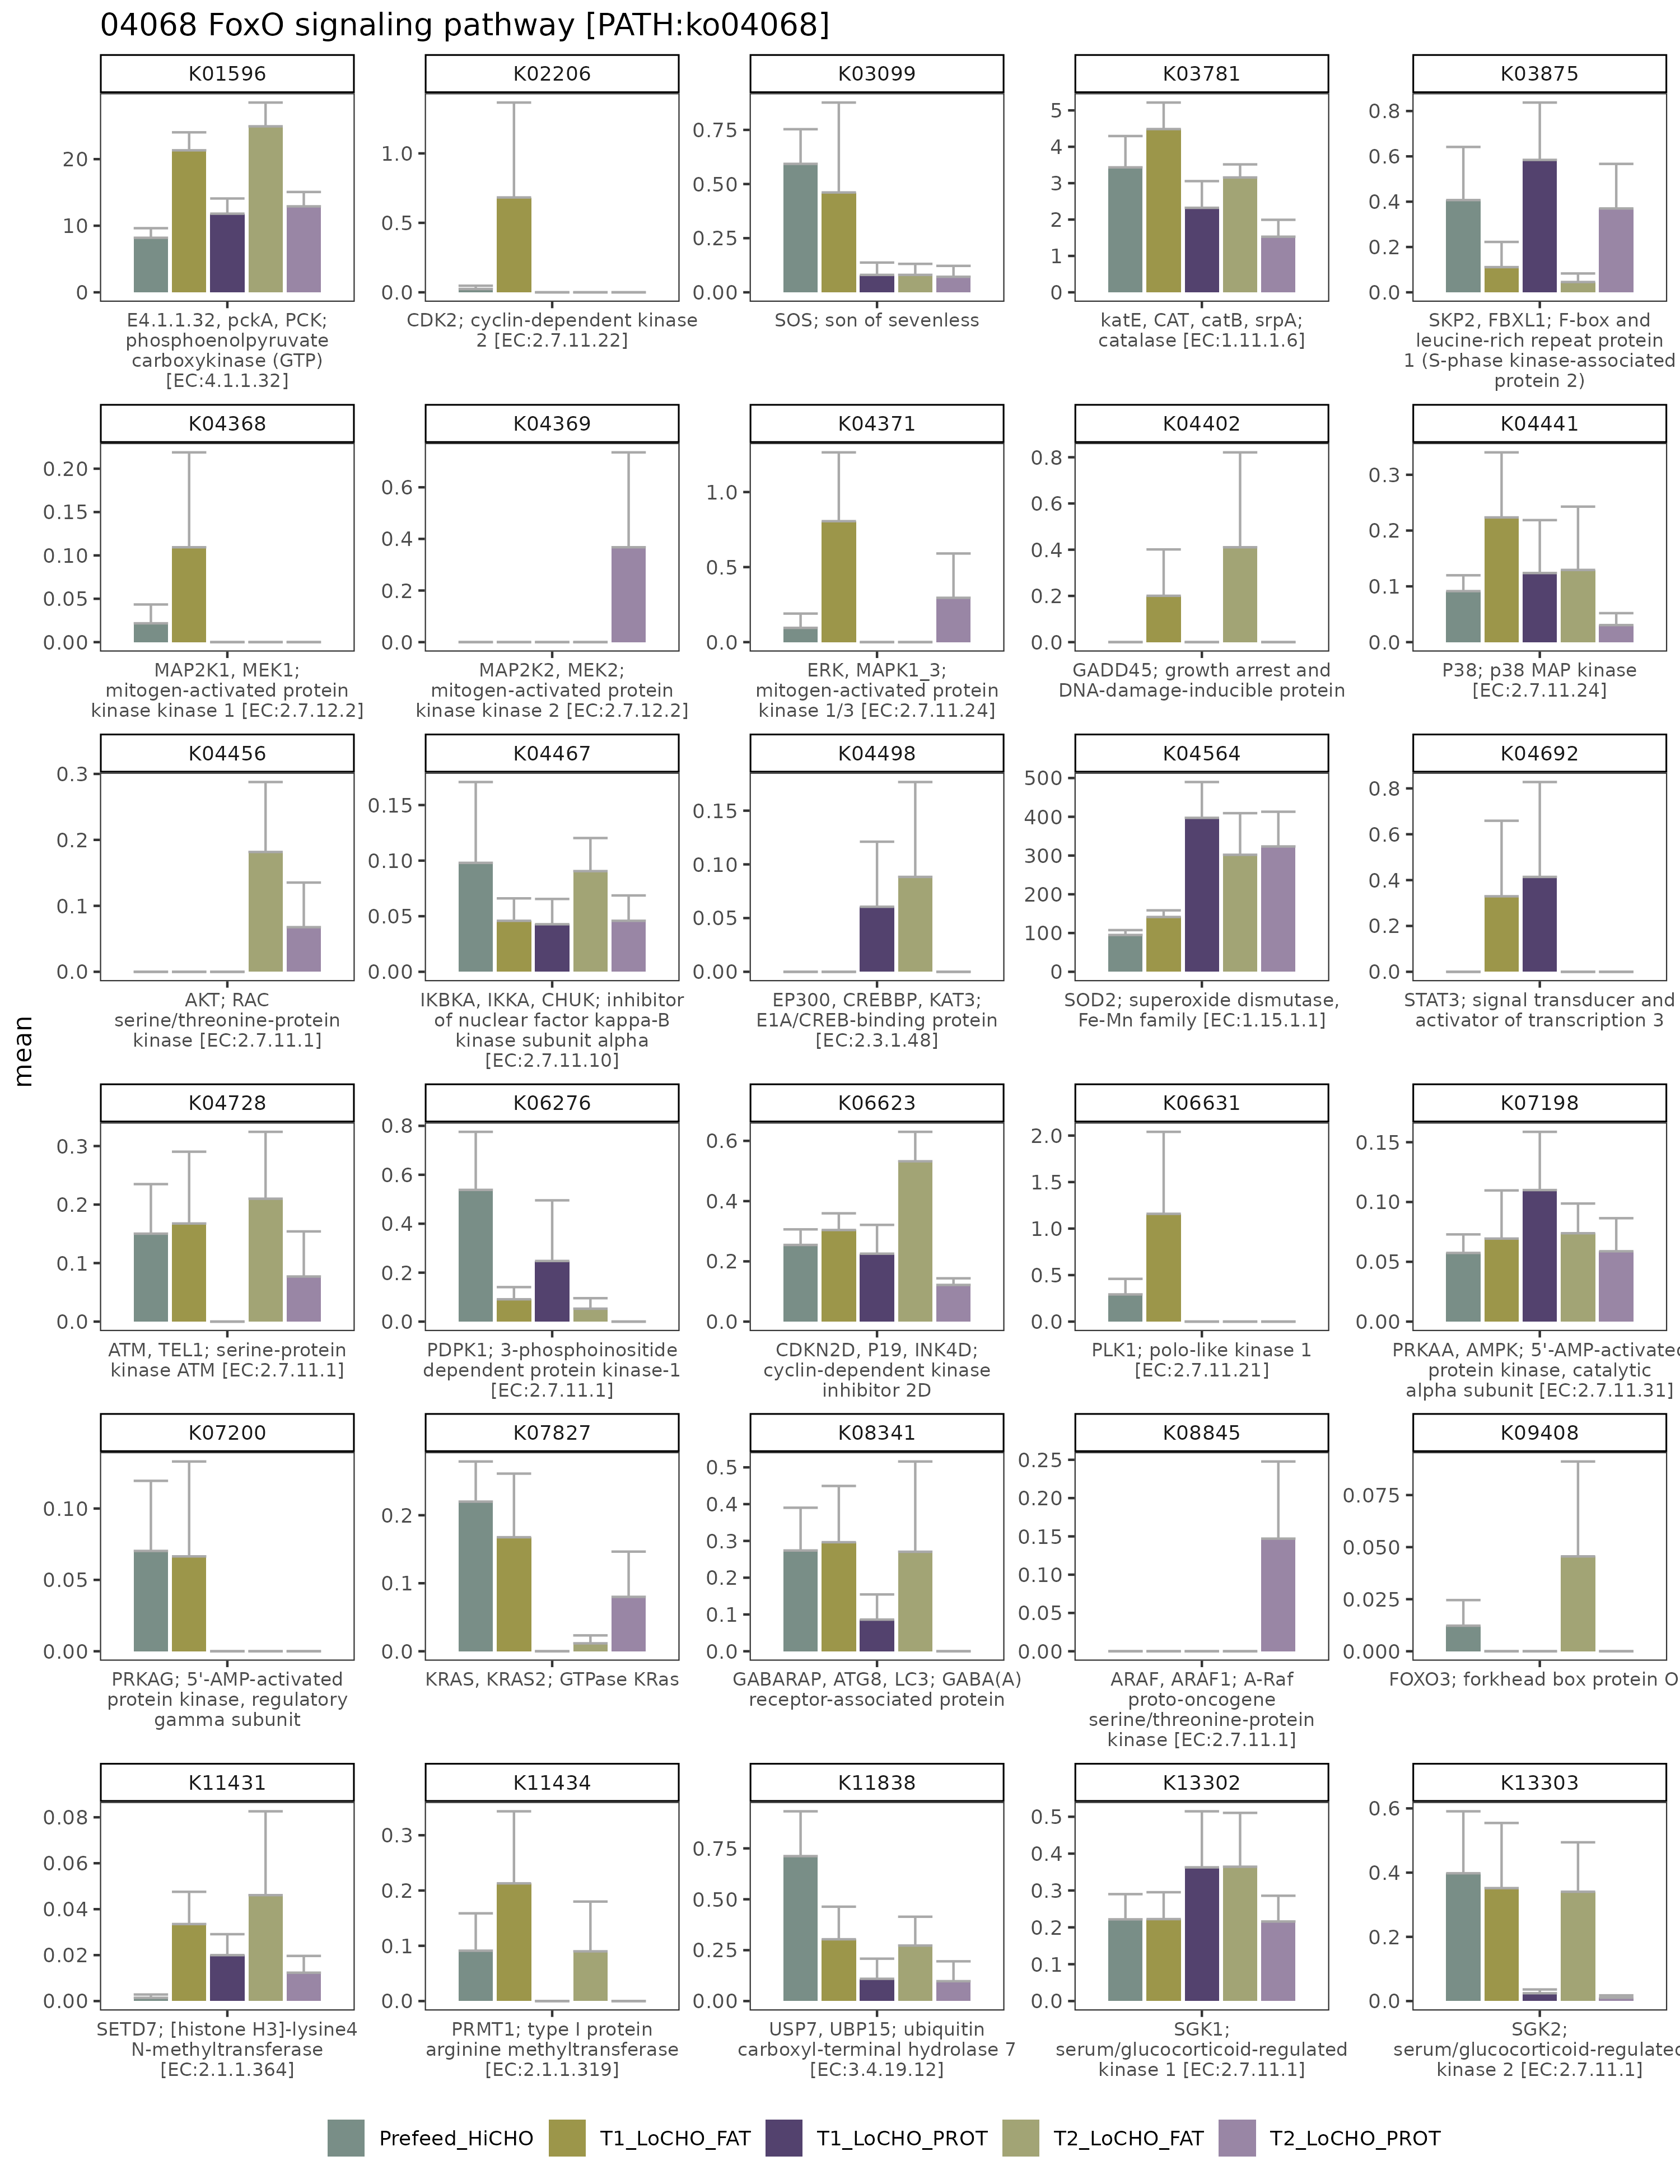 04068 FoxO signaling pathway [PATH:ko04068]
K01596
K02206
K03099
K03781
K03875
20
10
0
1.0
0.5
0.0
0.75
0.50
0.25
0.00
5
4
3
2
1
0
0.8
0.6
0.4
0.2
0.0
E4.1.1.32, pckA, PCK;
phosphoenolpyruvate
carboxykinase (GTP)
[EC:4.1.1.32]
CDK2; cyclin-dependent kinase
2 [EC:2.7.11.22]
SOS; son of sevenless
katE, CAT, catB, srpA;
catalase [EC:1.11.1.6]
SKP2, FBXL1; F-box and
leucine-rich repeat protein
1 (S-phase kinase-associated
protein 2)
K04368
K04369
K04371
K04402
K04441
0.20
0.15
0.10
0.05
0.00
0.6
0.4
0.2
0.0
1.0
0.5
0.0
0.8
0.6
0.4
0.2
0.0
0.3
0.2
0.1
0.0
MAP2K1, MEK1;
mitogen-activated protein
kinase kinase 1 [EC:2.7.12.2]
MAP2K2, MEK2;
mitogen-activated protein
kinase kinase 2 [EC:2.7.12.2]
ERK, MAPK1_3;
mitogen-activated protein
kinase 1/3 [EC:2.7.11.24]
GADD45; growth arrest and
DNA-damage-inducible protein
P38; p38 MAP kinase
[EC:2.7.11.24]
K04456
K04467
K04498
K04564
K04692
0.3
0.2
0.1
0.0
0.15
0.10
0.05
0.00
0.15
0.10
0.05
0.00
500
400
300
200
100
0
0.8
0.6
0.4
0.2
0.0
AKT; RAC
serine/threonine-protein
kinase [EC:2.7.11.1]
IKBKA, IKKA, CHUK; inhibitor
of nuclear factor kappa-B
kinase subunit alpha
[EC:2.7.11.10]
EP300, CREBBP, KAT3;
E1A/CREB-binding protein
[EC:2.3.1.48]
SOD2; superoxide dismutase,
Fe-Mn family [EC:1.15.1.1]
STAT3; signal transducer and
activator of transcription 3
mean
K04728
K06276
K06623
K06631
K07198
0.3
0.2
0.1
0.0
0.8
0.6
0.4
0.2
0.0
0.6
0.4
0.2
0.0
2.0
1.5
1.0
0.5
0.0
0.15
0.10
0.05
0.00
ATM, TEL1; serine-protein
kinase ATM [EC:2.7.11.1]
PDPK1; 3-phosphoinositide
dependent protein kinase-1
[EC:2.7.11.1]
CDKN2D, P19, INK4D;
cyclin-dependent kinase
inhibitor 2D
PLK1; polo-like kinase 1
[EC:2.7.11.21]
PRKAA, AMPK; 5'-AMP-activated
protein kinase, catalytic
alpha subunit [EC:2.7.11.31]
K07200
K07827
K08341
K08845
K09408
0.10
0.05
0.00
0.2
0.1
0.0
0.5
0.4
0.3
0.2
0.1
0.0
0.25
0.20
0.15
0.10
0.05
0.00
0.075
0.050
0.025
0.000
PRKAG; 5'-AMP-activated
protein kinase, regulatory
gamma subunit
KRAS, KRAS2; GTPase KRas
GABARAP, ATG8, LC3; GABA(A)
receptor-associated protein
ARAF, ARAF1; A-Raf
proto-oncogene
serine/threonine-protein
kinase [EC:2.7.11.1]
FOXO3; forkhead box protein O
K11431
K11434
K11838
K13302
K13303
0.08
0.06
0.04
0.02
0.00
0.3
0.2
0.1
0.0
0.75
0.50
0.25
0.00
0.5
0.4
0.3
0.2
0.1
0.0
0.6
0.4
0.2
0.0
SETD7; [histone H3]-lysine4
N-methyltransferase
[EC:2.1.1.364]
PRMT1; type I protein
arginine methyltransferase
[EC:2.1.1.319]
USP7, UBP15; ubiquitin
carboxyl-terminal hydrolase 7
[EC:3.4.19.12]
SGK1;
serum/glucocorticoid-regulated
kinase 1 [EC:2.7.11.1]
SGK2;
serum/glucocorticoid-regulated
kinase 2 [EC:2.7.11.1]
Prefeed_HiCHO
T1_LoCHO_FAT
T1_LoCHO_PROT
T2_LoCHO_FAT
T2_LoCHO_PROT